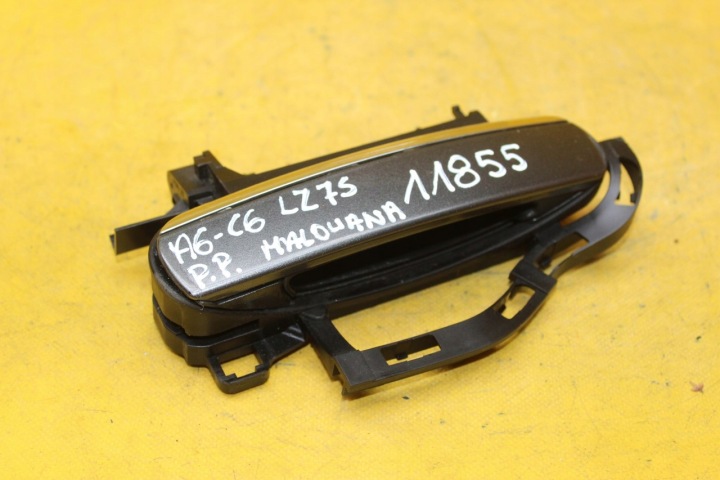 A6-C6 LZ7S
P.P. MALOWANA 11855